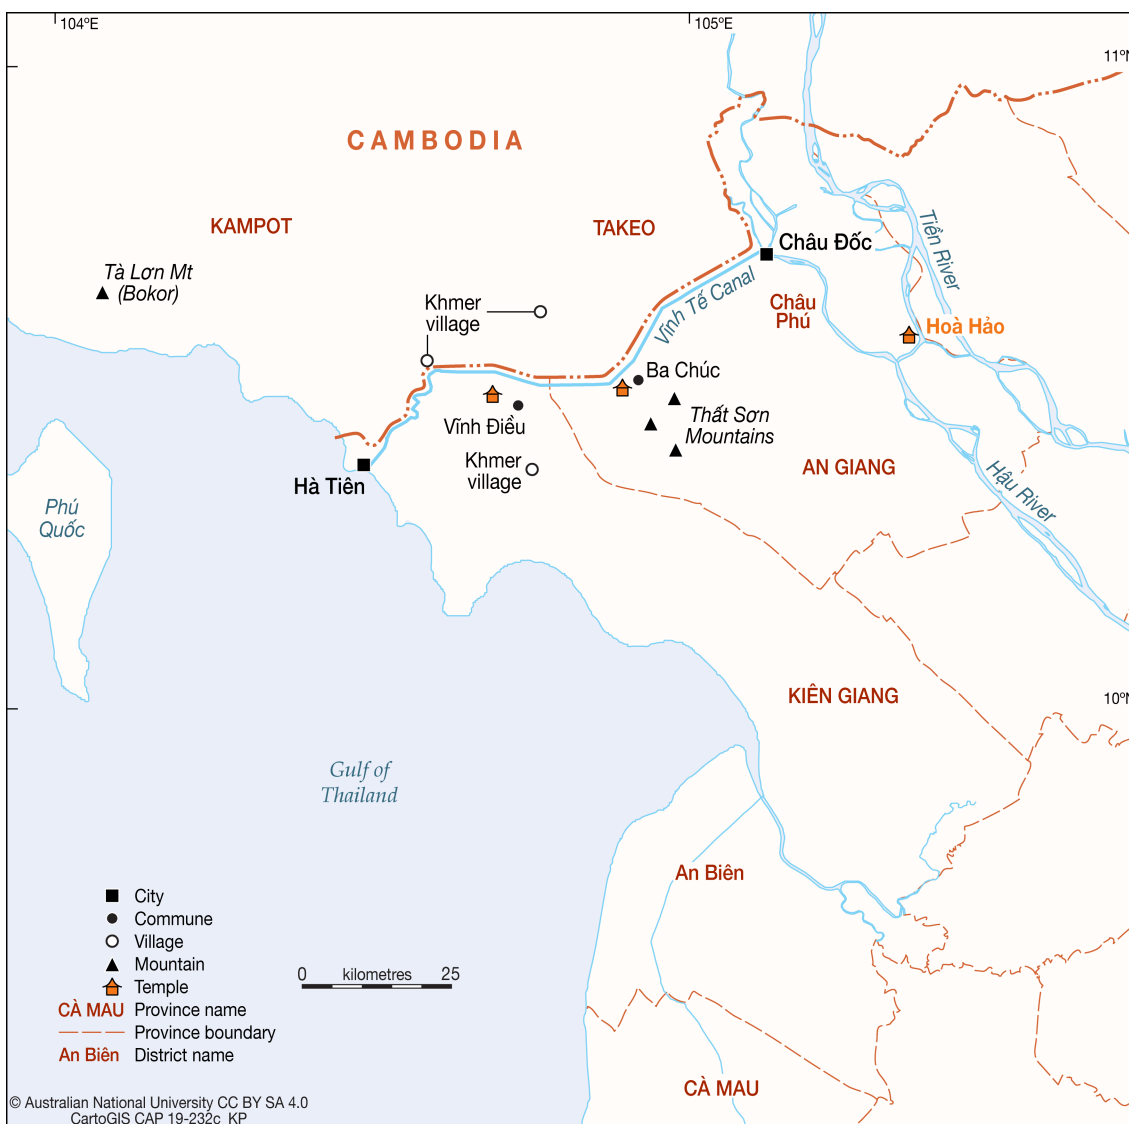 104ºE
105ºE
11ºN
CAMBODIA
KAMPOT
TAKEO
Tiền River
Châu Đốc
Tà Lơn Mt
(Bokor)
Vĩnh Tế Canal
Châu
Phú
Khmer
village
Hoà Hảo
Ba Chúc
Thất Sơn
Mountains
Vĩnh Điều
Khmer
village
AN GIANG
Hà Tiên
Hậu River
Phú
Quốc
KIÊN GIANG
10ºN
Gulf of
Thailand
An Biên
City
Commune
Village
Mountain
Temple
CÀ MAU Province name
Province boundary
An Biên District name
0 kilometres 25
CÀ MAU
© Australian National University CC BY SA 4.0
CartoGIS CAP 19-232c KP